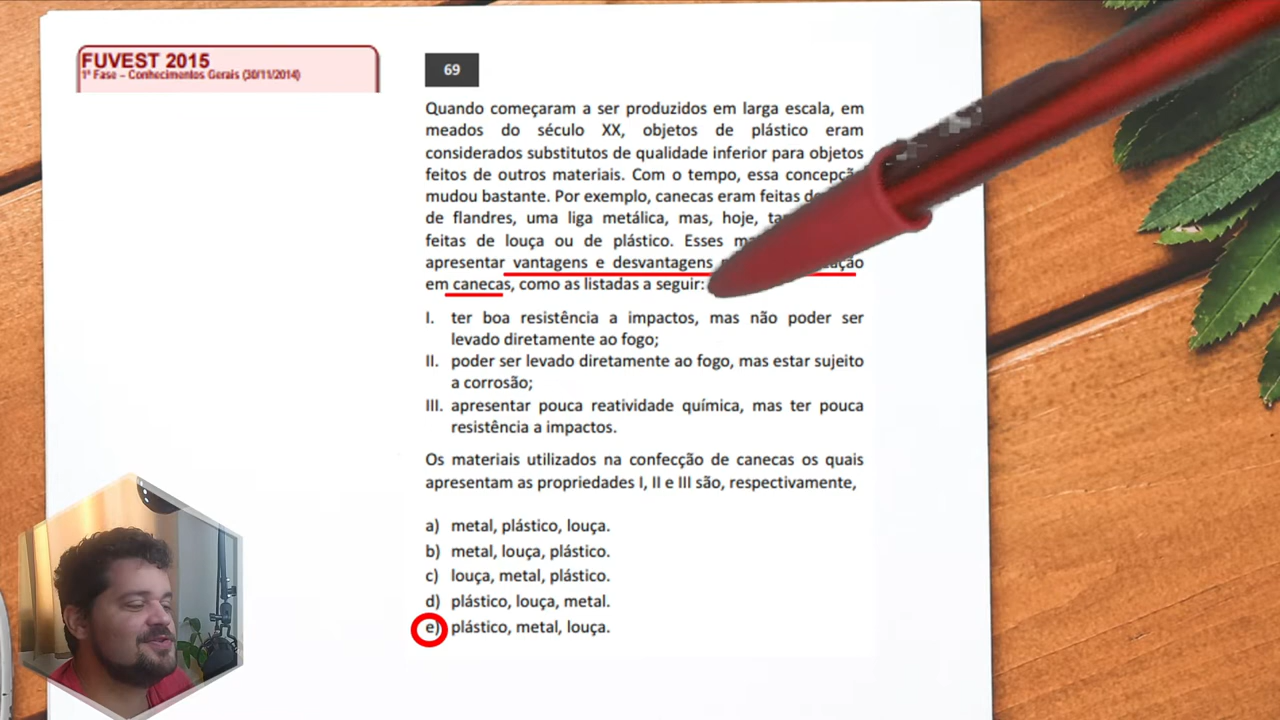 FUVEST 2015
1ª Fase – Conhecimentos Gerais (30/11/2014)
69
Quando começaram a ser produzidos em larga escala, em
meados do século XX, objetos de plástico eram
considerados substitutos de qualidade inferior para objetos
feitos de outros materiais. Com o tempo, essa
mudou bastante. Por exemplo, canecas eram feitas
de flandres, uma liga metálica, mas, hoje,
feitas de louça ou de plástico. Esses
apresentar vantagens e desvantagens
em canecas, como as listadas a seguir:
I. ter boa resistência a impactos, mas não poder ser
levado diretamente ao fogo;
II. poder ser levado diretamente ao fogo, mas estar sujeito
a corrosão;
III. apresentar pouca reatividade química, mas ter pouca
resistência a impactos.
Os materiais utilizados na confecção de canecas os quais
apresentam as propriedades I, II e III são, respectivamente,
a) metal, plástico, louça.
b) metal, louça, plástico.
c) louça, metal, plástico.
d) plástico, louça, metal.
e) plástico, metal, louça.